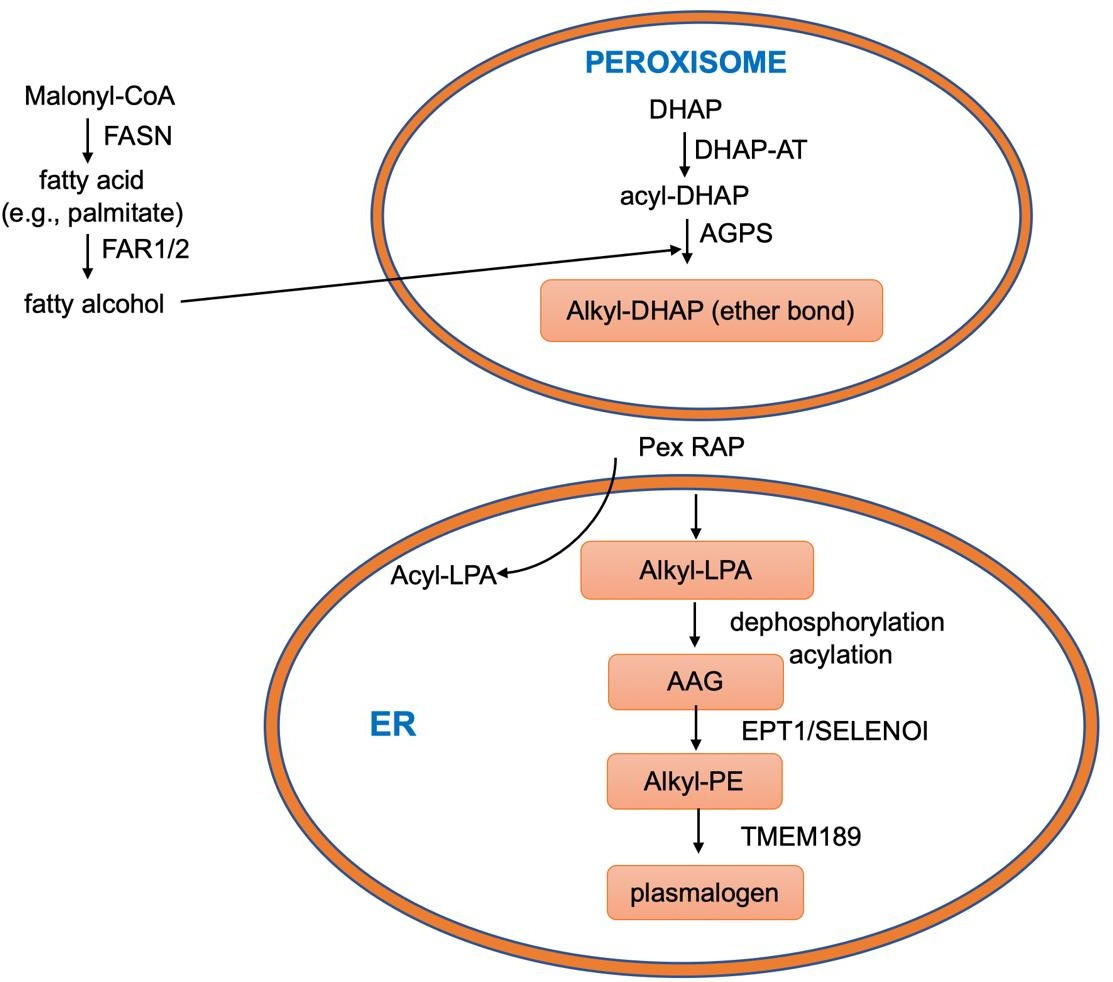 Malonyl-CoA
FASN
fatty acid
(e.g., palmitate)
FAR1/2
fatty alcohol
PEROXISOME
DHAP
DHAP-AT
acyl-DHAP
AGPS
Alkyl-DHAP (ether bond)
Pex RAP
Acyl-LPA
Alkyl-LPA
dephosphorylation
acylation
AAG
ER
EPT1/SELENOI
Alkyl-PE
TMEM189
plasmalogen